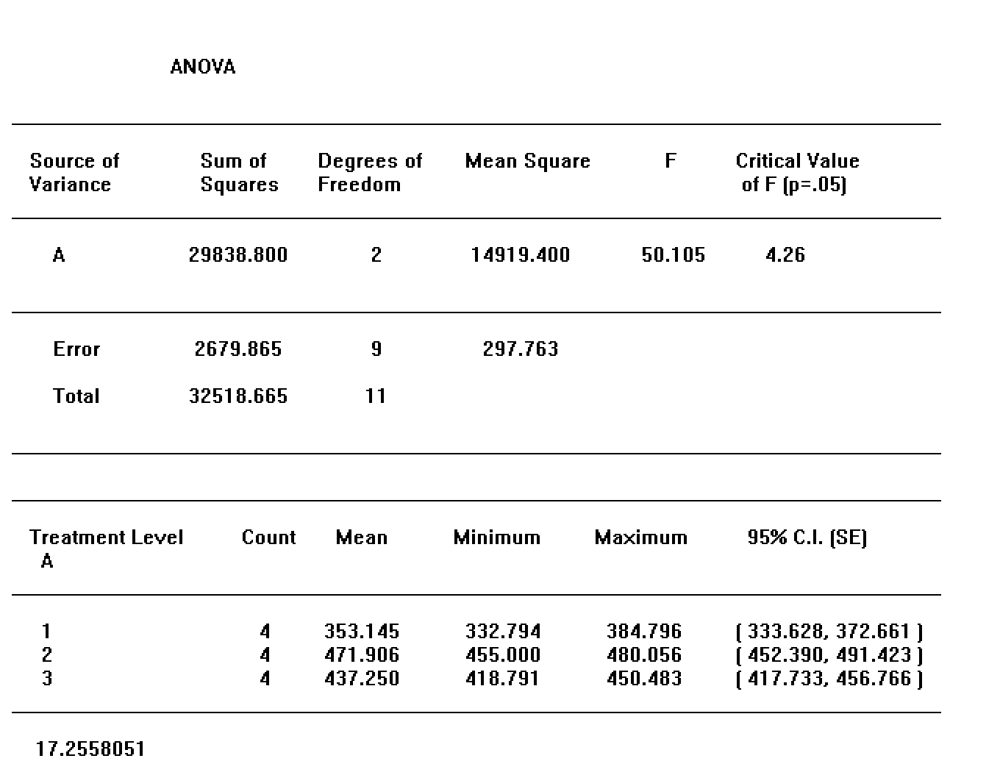 ANOVA
Source of Sum of Degrees of Mean Square F Critical Value
Variance Squares Freedom of F (p=.05)
A 29838.800 2 14919.400 50.105 4.26
Error 2679.865 9 297.763
Total 32518.665 11
Treatment Level Count Mean Minimum Maximum 95% C.I. (SE)
A
1 4 353.145 332.794 384.796 ( 333.628, 372.661 )
2 4 471.906 455.000 480.056 ( 452.390, 491.423 )
3 4 437.250 418.791 450.483 ( 417.733, 456.766 )
17.2558051